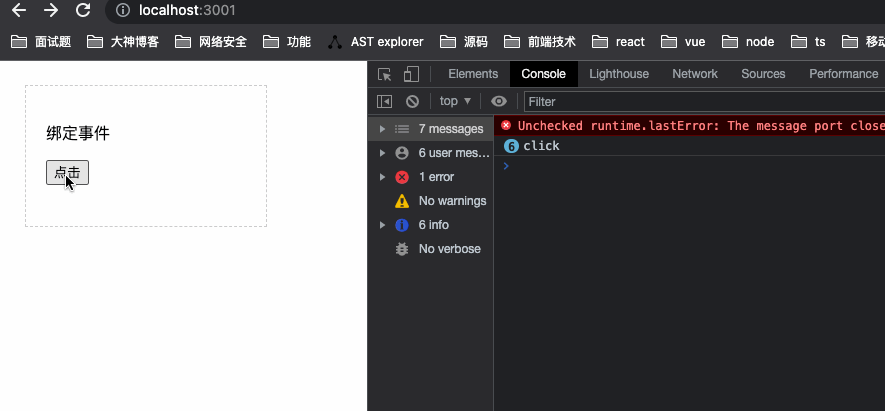 localhost:3001
面试题 大神博客 网络安全 功能 AST explorer 源码 前端技术 react vue node ts 移动
Elements Console Lighthouse Network Sources Performance
top ▼ Filter
绑定事件
点击
7 messages
6 user mes...
1 error
No warnings
6 info
No verbose
Unchecked runtime.lastError: The message port close
6 click